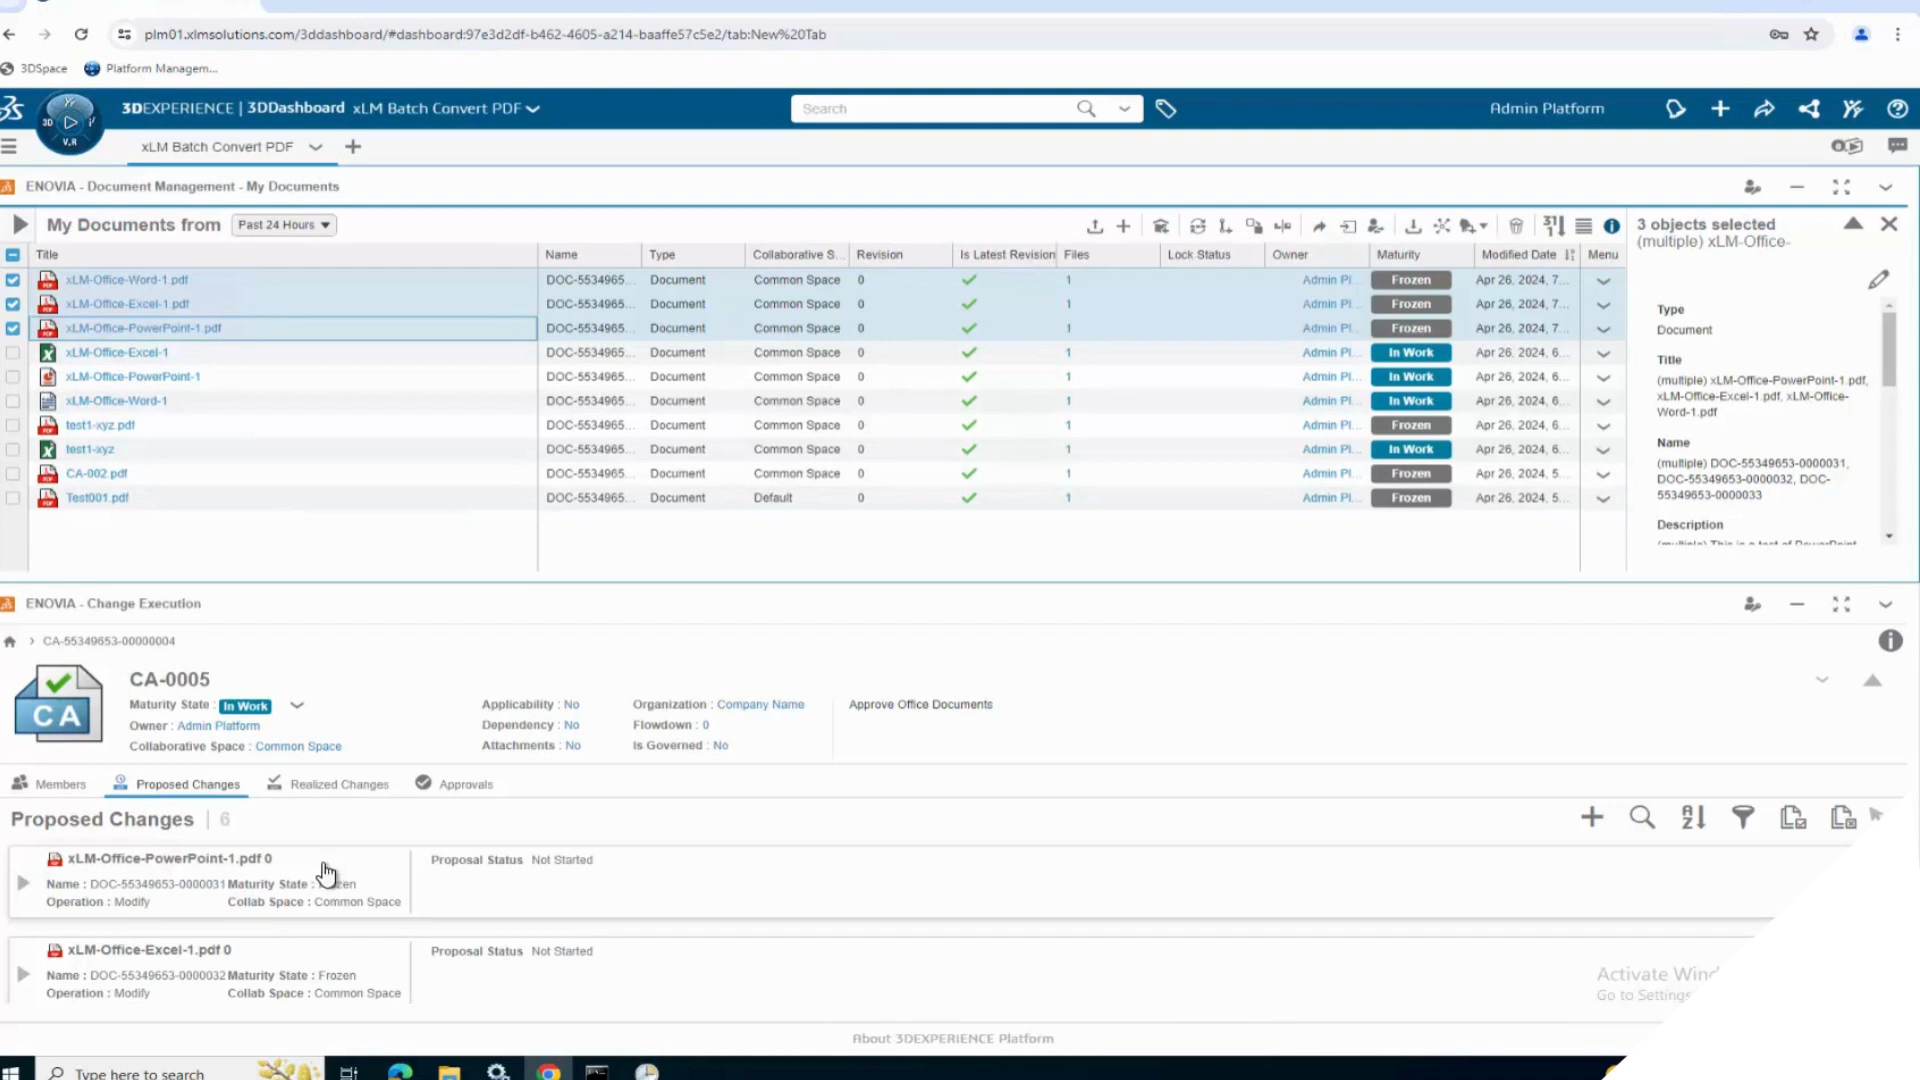 plm01.xlmsolutions.com/3ddashboard/#dashboard:97e3d2df-b462-4605-a214-baaffe57c5e2/tab:New%20Tab
3DSpace Platform Managem...
3DEXPERIENCE | 3DDashboard xLM Batch Convert PDF
Search
Admin Platform
3D V.R
xLM Batch Convert PDF
ENOVIA - Document Management - My Documents
My Documents from Past 24 Hours
3 objects selected
(multiple) xLM-Office-
Title Name Type Collaborative S... Revision Is Latest Revision Files Lock Status Owner Maturity Modified Date Menu
xLM-Office-Word-1.pdf DOC-5534965... Document Common Space 0 1 Admin Pl... Frozen Apr 26, 2024, 7...
xLM-Office-Excel-1.pdf DOC-5534965... Document Common Space 0 1 Admin Pl... Frozen Apr 26, 2024, 7...
xLM-Office-PowerPoint-1.pdf DOC-5534965... Document Common Space 0 1 Admin Pl... Frozen Apr 26, 2024, 7...
xLM-Office-Excel-1 DOC-5534965... Document Common Space 0 1 Admin Pl... In Work Apr 26, 2024, 6...
xLM-Office-PowerPoint-1 DOC-5534965... Document Common Space 0 1 Admin Pl... In Work Apr 26, 2024, 6...
xLM-Office-Word-1 DOC-5534965... Document Common Space 0 1 Admin Pl... In Work Apr 26, 2024, 6...
test1-xyz.pdf DOC-5534965... Document Common Space 0 1 Admin Pl... Frozen Apr 26, 2024, 6...
test1-xyz DOC-5534965... Document Common Space 0 1 Admin Pl... In Work Apr 26, 2024, 6...
CA-002.pdf DOC-5534965... Document Common Space 0 1 Admin Pl... Frozen Apr 26, 2024, 5...
Test001.pdf DOC-5534965... Document Default 0 1 Admin Pl... Frozen Apr 26, 2024, 5...
Type
Document
Title
(multiple) xLM-Office-PowerPoint-1.pdf,
xLM-Office-Excel-1.pdf, xLM-Office-
Word-1.pdf
Name
(multiple) DOC-55349653-0000031,
DOC-55349653-0000032, DOC-
55349653-0000033
Description
(multiple) This is a test of PowerPoint
ENOVIA - Change Execution
CA-55349653-00000004
CA
CA-0005
Maturity State : In Work
Owner : Admin Platform
Collaborative Space : Common Space
Applicability : No
Dependency : No
Attachments : No
Organization : Company Name
Flowdown : 0
Is Governed : No
Approve Office Documents
Members Proposed Changes Realized Changes Approvals
Proposed Changes | 6
xLM-Office-PowerPoint-1.pdf 0
Name : DOC-55349653-0000031 Maturity State :
Operation : Modify Collab Space : Common Space
Proposal Status Not Started
xLM-Office-Excel-1.pdf 0
Name : DOC-55349653-0000032 Maturity State : Frozen
Operation : Modify Collab Space : Common Space
Proposal Status Not Started
Activate
Go to Settings
About 3DEXPERIENCE Platform
Type here to search